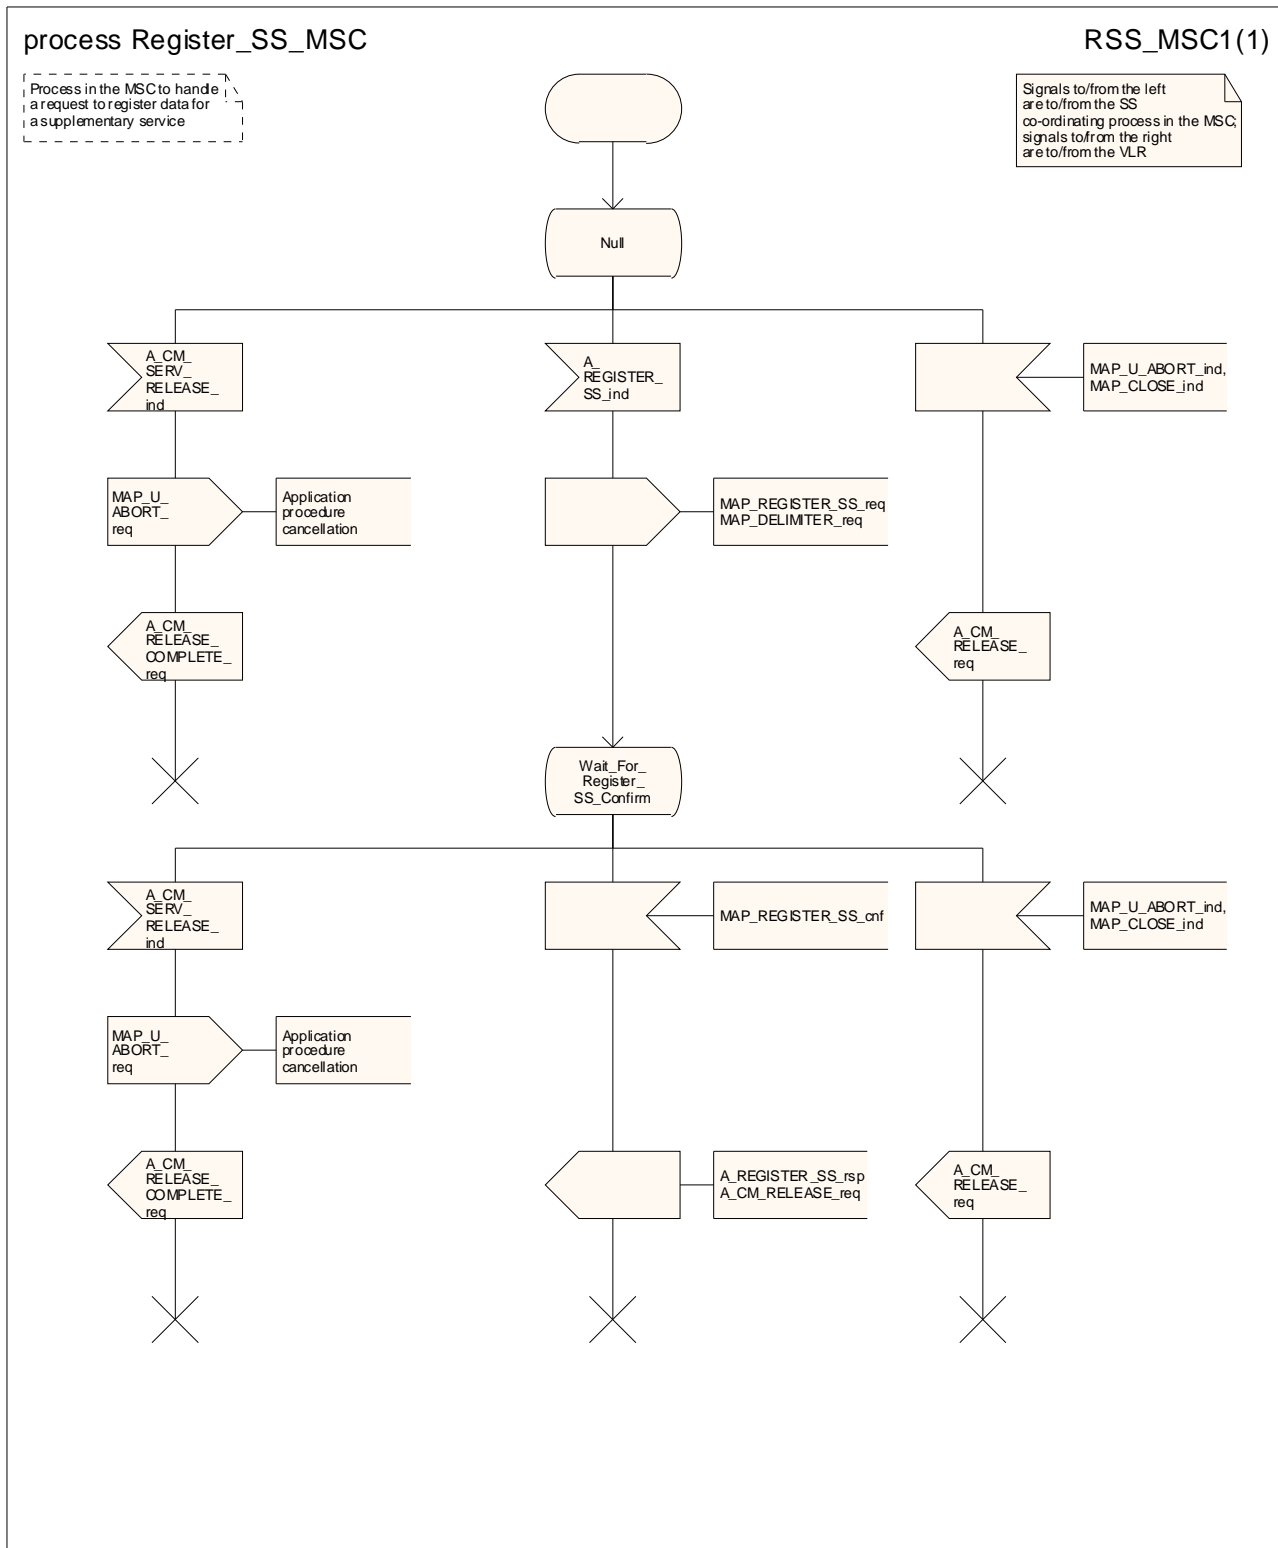 process Register_SS_MSC
RSS_MSC1(1)
Process in the MSC to handle
a request to register data for
a supplementary service
Signals to/from the left
are to/from the SS
co-ordinating process in the MSC;
signals to/from the right
are to/from the VLR
Null
A_CM_
SERV_
RELEASE_
ind
A_
REGISTER_
SS_ind
MAP_U_ABORT_ind,
MAP_CLOSE_ind
MAP_U_
ABORT_
req
Application
procedure
cancellation
MAP_REGISTER_SS_req
MAP_DELIMITER_req
A_CM_
RELEASE_
COMPLETE_
req
A_CM_
RELEASE_
req
Wait_For_
Register_
SS_Confirm
A_CM_
SERV_
RELEASE_
ind
MAP_REGISTER_SS_cnf
MAP_U_ABORT_ind,
MAP_CLOSE_ind
MAP_U_
ABORT_
req
Application
procedure
cancellation
A_CM_
RELEASE_
COMPLETE_
req
A_REGISTER_SS_rsp
A_CM_RELEASE_req
A_CM_
RELEASE_
req